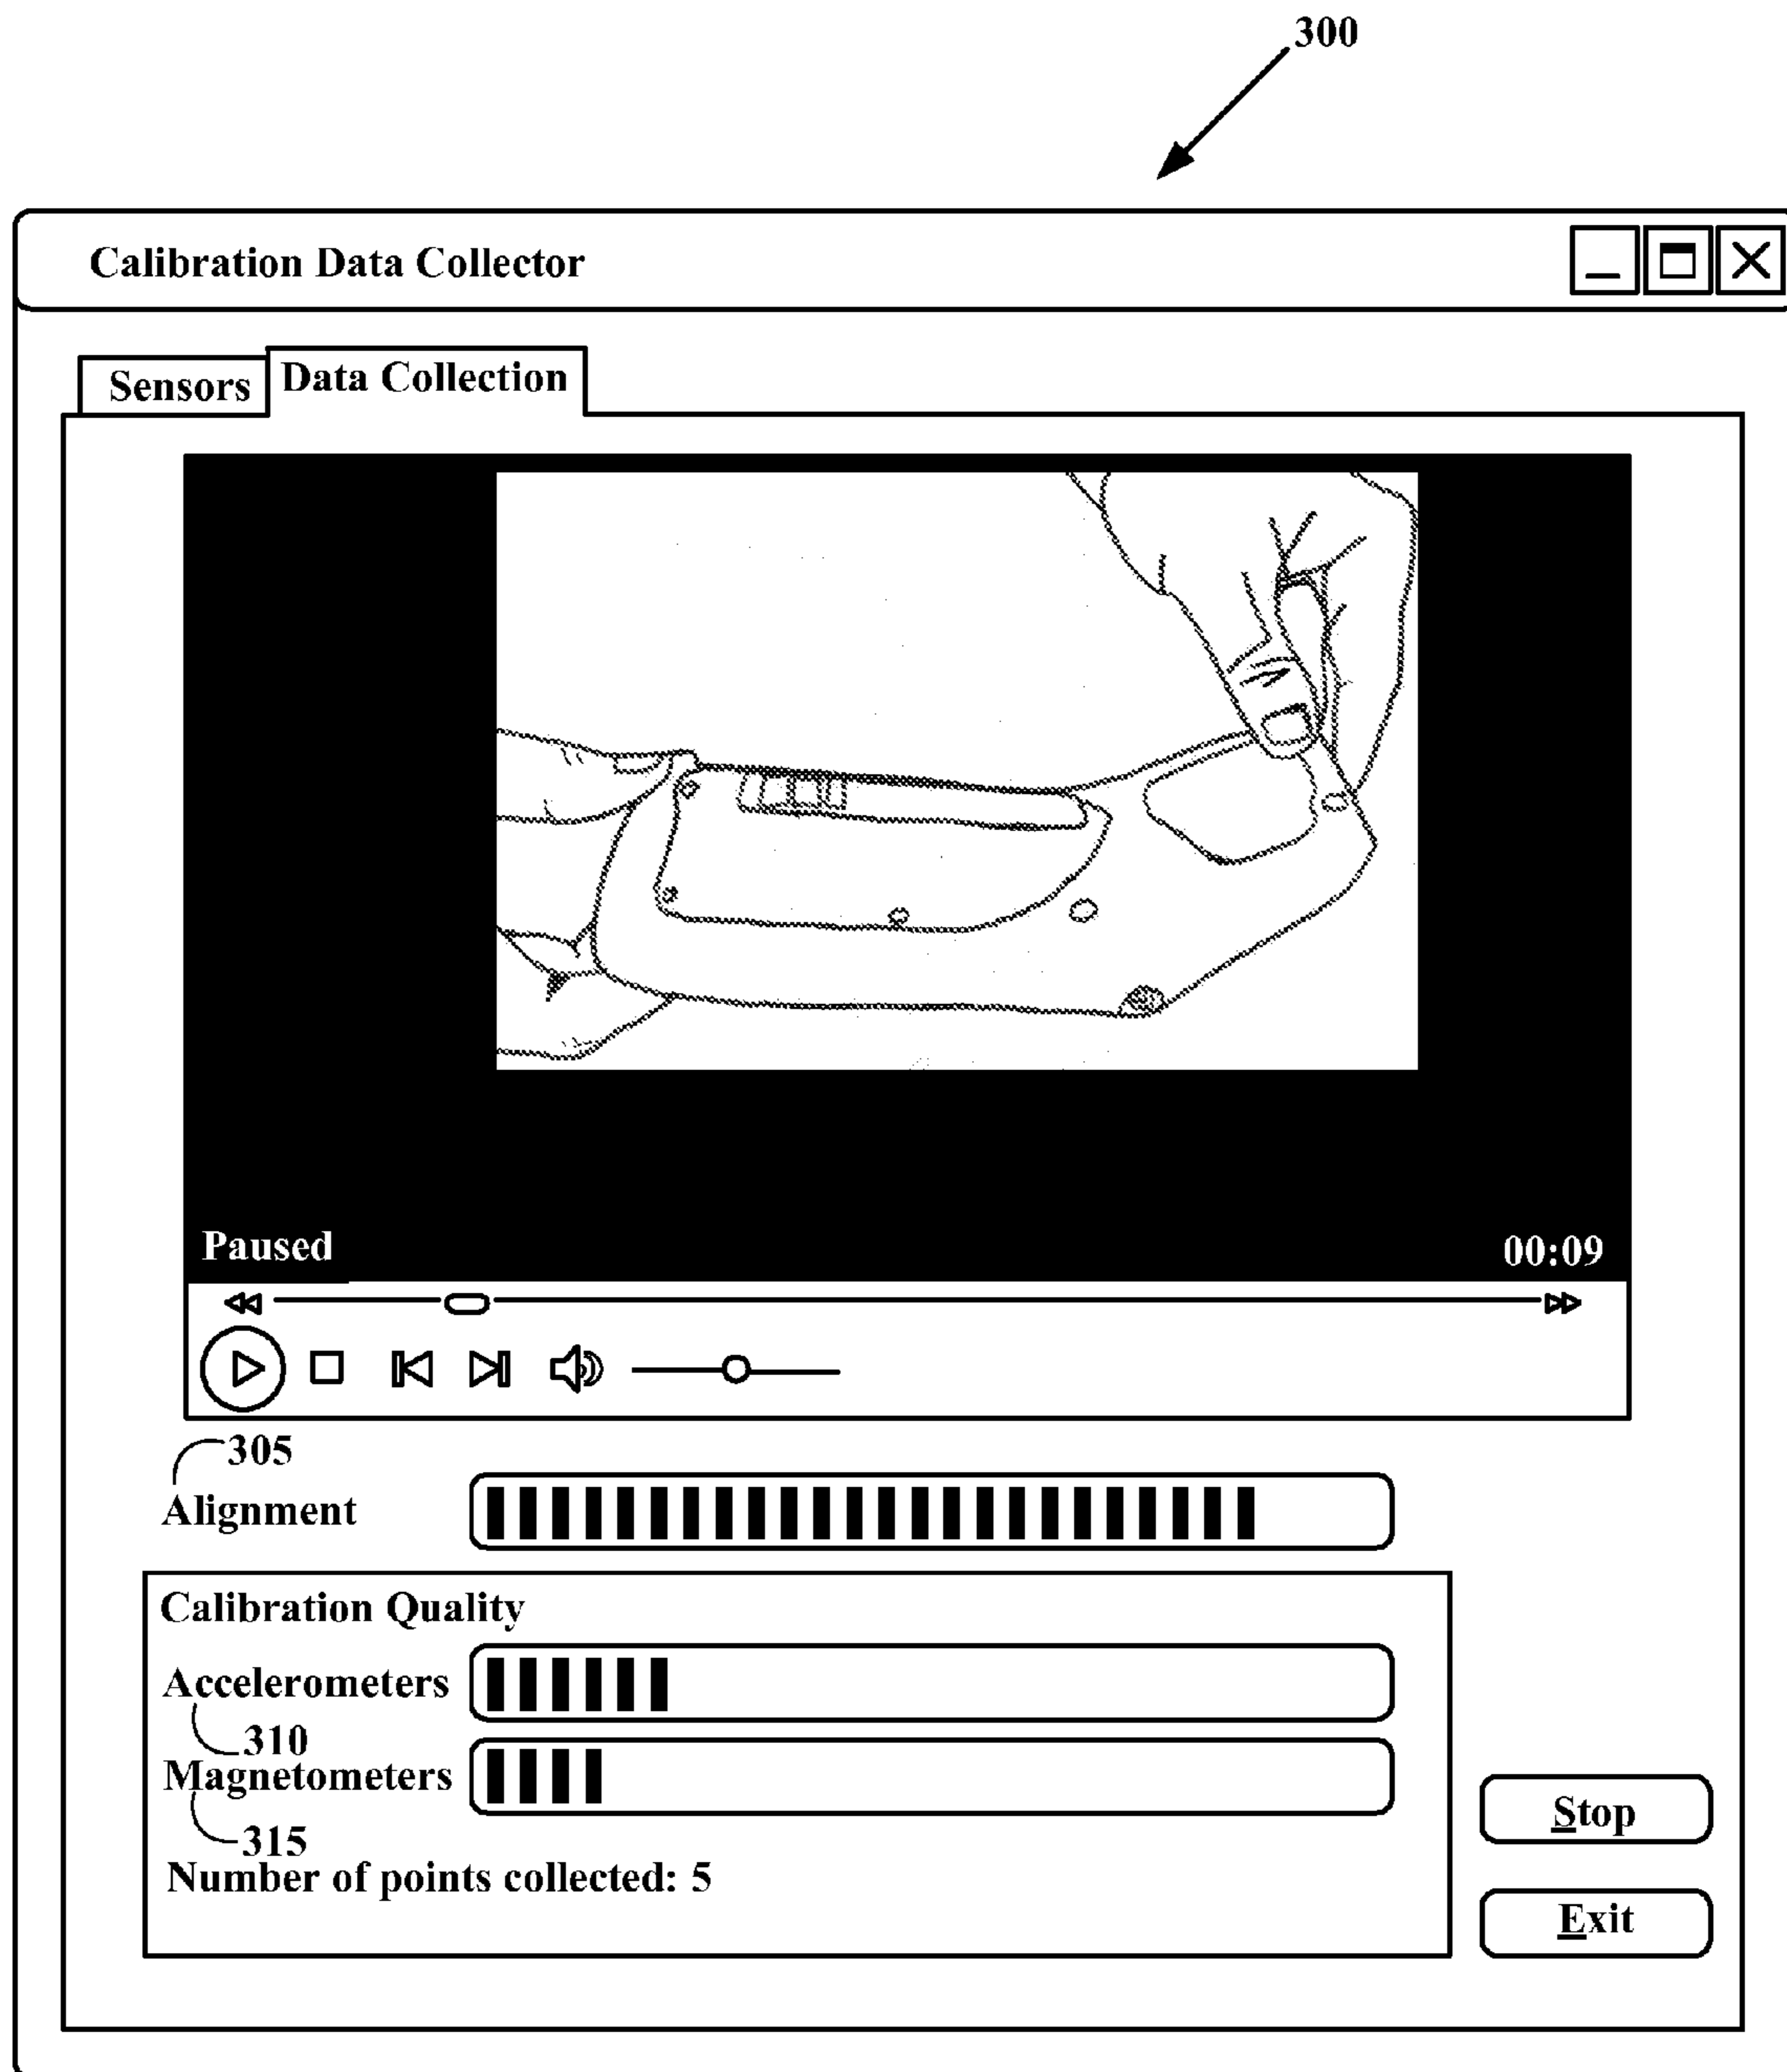 300
Calibration Data Collector
Sensors
Data Collection
Paused
00:09
305
Alignment
Calibration Quality
Accelerometers
310
Magnetometers
315
Number of points collected: 5
Stop
Exit